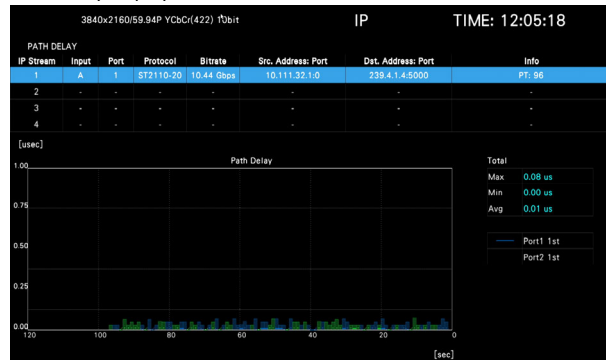 3840x2160/59.94P YCbCr(422) 10bit IP TIME: 12:05:18
PATH DELAY
IP Stream Input Port Protocol Bitrate Src. Address: Port Dst. Address: Port Info
1 A 1 ST2110-20 10.44 Gbps 10.111.32.1:0 239.4.1.4:5000 PT: 96
2 - - - - - - -
3 - - - - - - -
4 - - - - - - -
[usec]
Path Delay
Total
1.00
Max 0.08 us
Min 0.00 us
0.75
Avg 0.01 us
Port1 1st
0.50
Port2 1st
0.25
0.00
120 100 80 60 40 20 0
[sec]